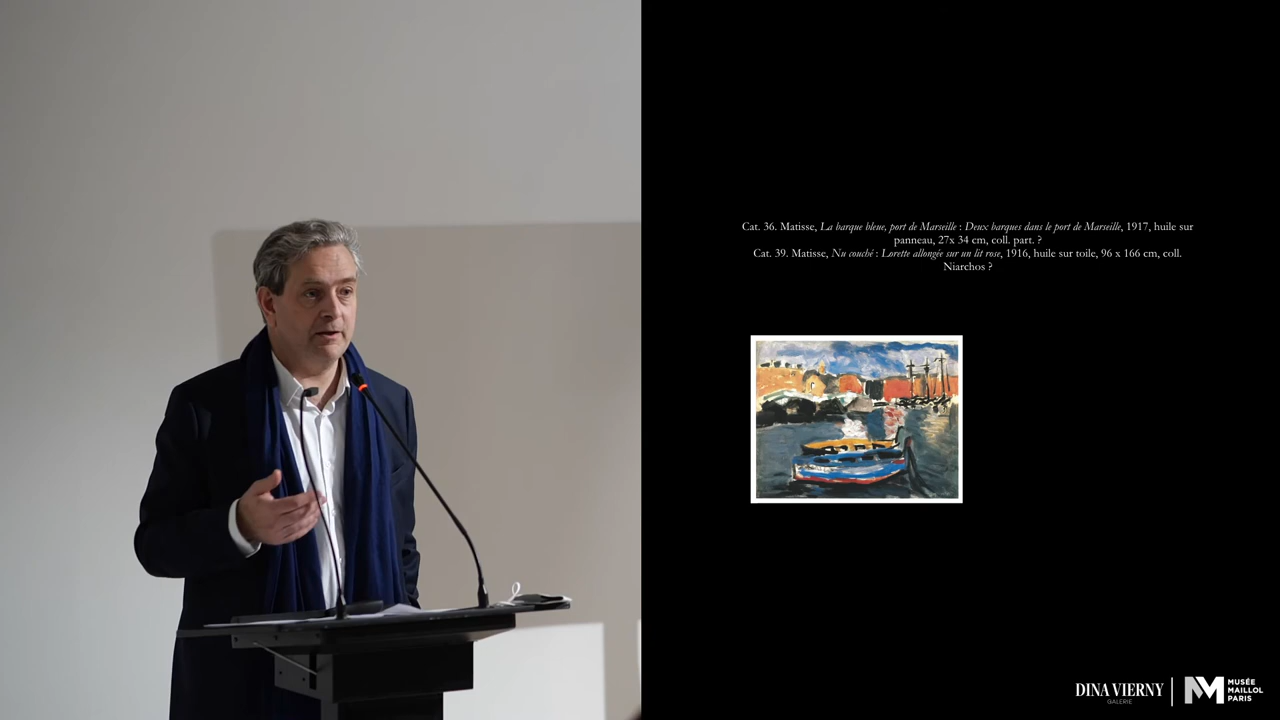 Cat. 36. Matisse, La barque bleue, port de Marseille : Deux barques dans le port de Marseille, 1917, huile sur
panneau, 27x 34 cm, coll. part. ?
Cat. 39. Matisse, Nu couché : Lorette allongée sur un lit rose, 1916, huile sur toile, 96 x 166 cm, coll.
Niarchos ?
DINA VIERNY
GALERIE
MUSÉE
MAILLOL
PARIS